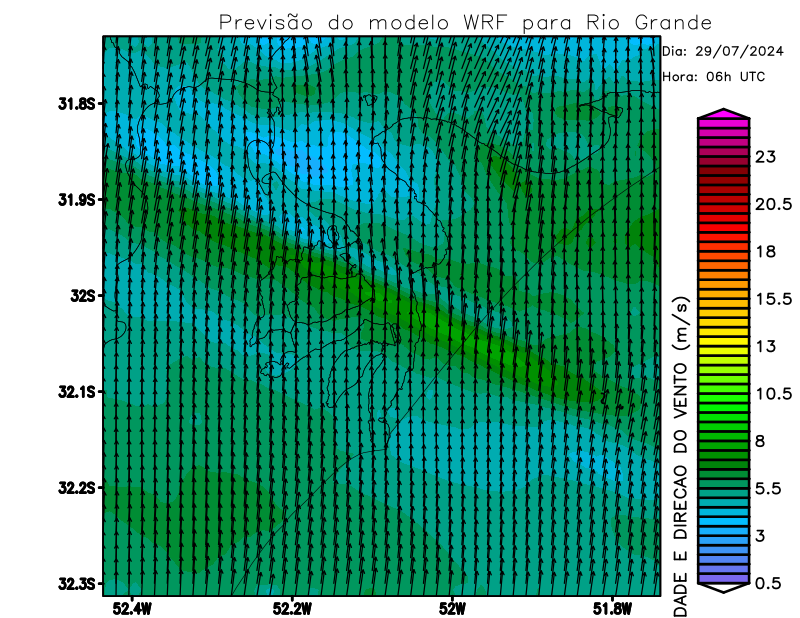 Previsão do modelo WRF para Rio Grande
Dia: 29/07/2024
Hora: 06h UTC
31.8S
31.9S
32S
32.1S
32.2S
32.3S
52.4W
52.2W
52W
51.8W
23
20.5
18
15.5
13
10.5
8
5.5
3
0.5
DADE E DIRECAO DO VENTO (m/s)